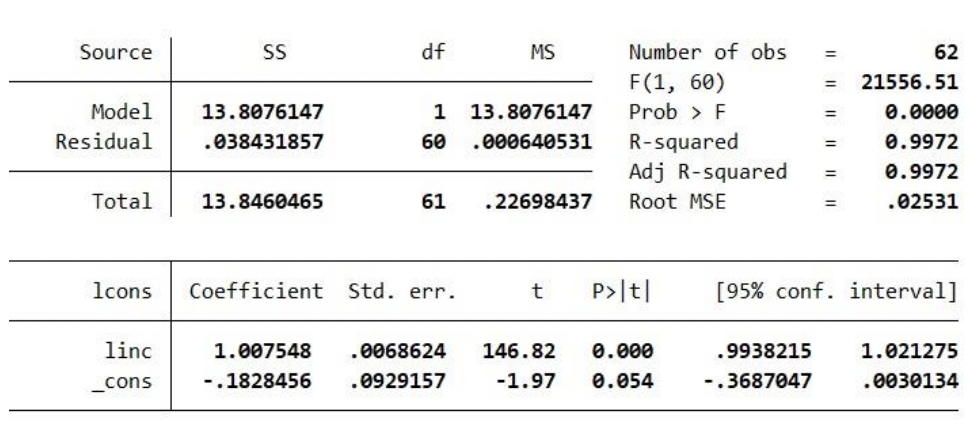 Source SS df MS Number of obs = 62
F(1, 60) = 21556.51
Model 13.8076147 1 13.8076147 Prob > F = 0.0000
Residual .038431857 60 .000640531 R-squared = 0.9972
Adj R-squared = 0.9972
Total 13.8460465 61 .22698437 Root MSE = .02531
lcons Coefficient Std. err. t P>|t| [95% conf. interval]
linc 1.007548 .0068624 146.82 0.000 .9938215 1.021275
_cons -.1828456 .0929157 -1.97 0.054 -.3687047 .0030134